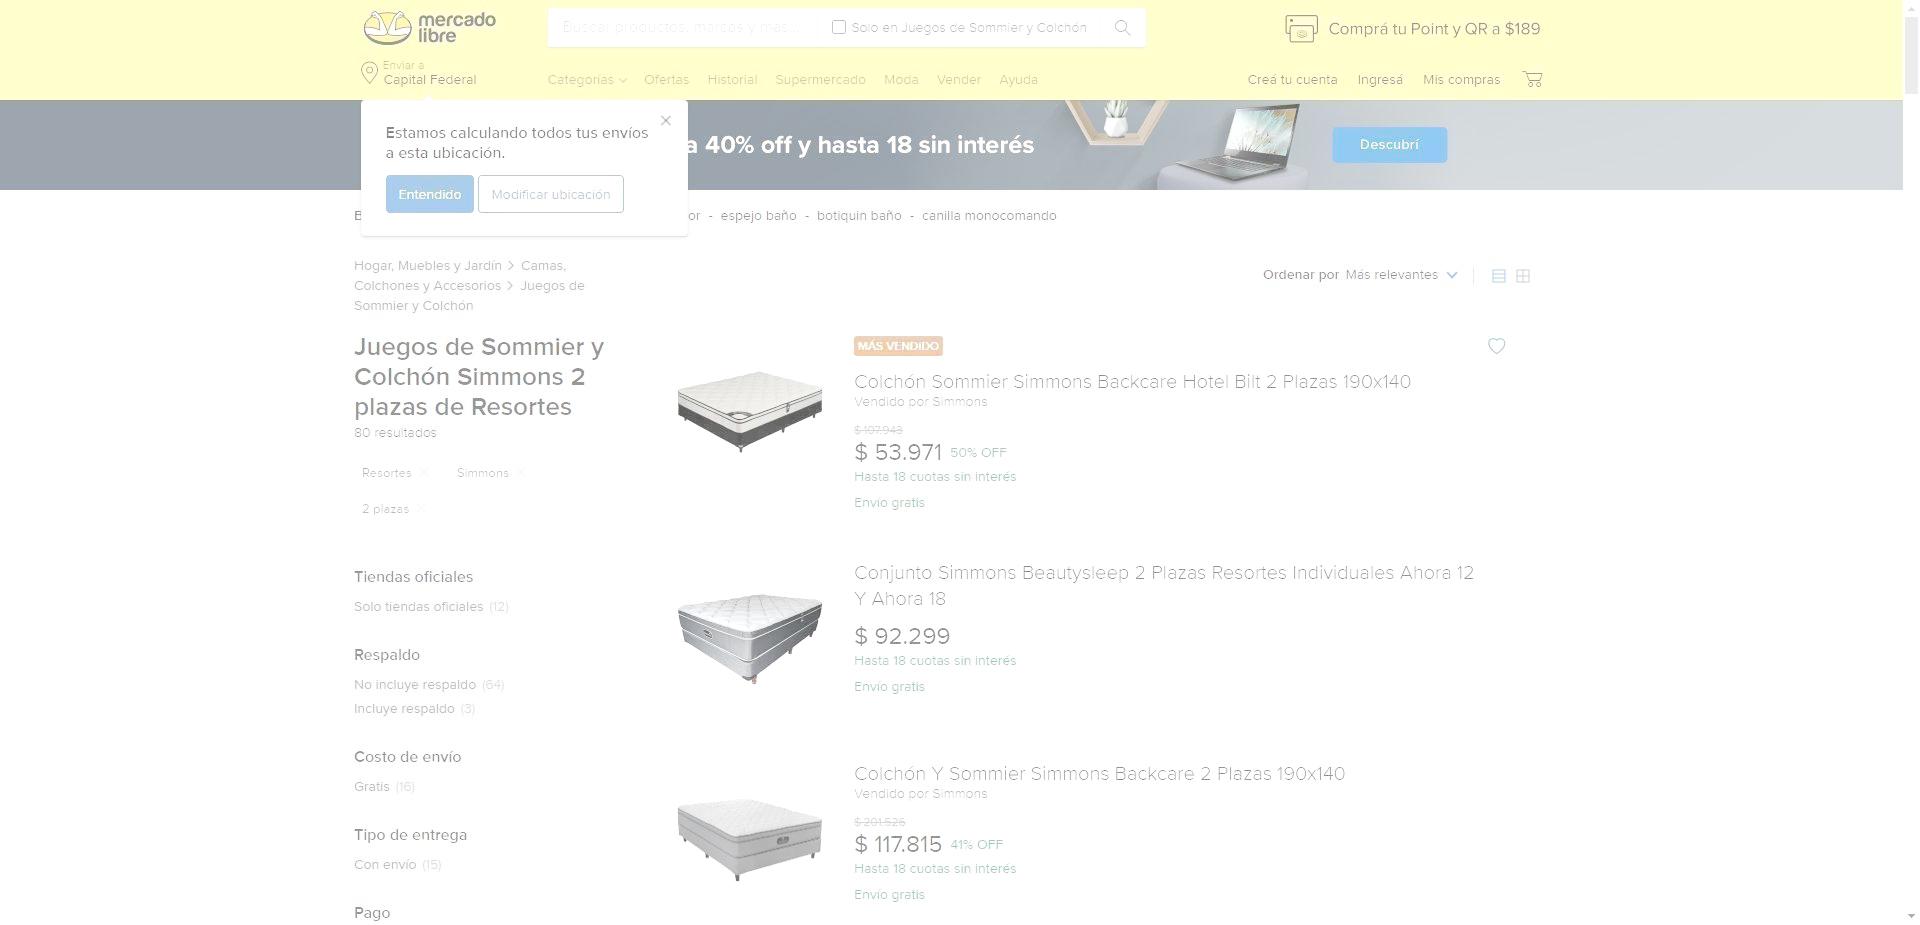 mercado
libre
Buscar productos, marcas y más...
Solo en Juegos de Sommier y Colchón
Comprá tu Point y QR a $189
Enviar a
Capital Federal
Categorías
Ofertas
Historial
Supermercado
Moda
Vender
Ayuda
Creá tu cuenta
Ingresá
Mis compras
Estamos calculando todos tus envíos
a esta ubicación.
Entendido
Modificar ubicación
a 40% off y hasta 18 sin interés
Descubrí
B
or - espejo baño - botiquin baño - canilla monocomando
Hogar, Muebles y Jardín > Camas,
Colchones y Accesorios > Juegos de
Sommier y Colchón
Ordenar por Más relevantes
Juegos de Sommier y
Colchón Simmons 2
plazas de Resortes
80 resultados
Resortes
Simmons
2 plazas
Tiendas oficiales
Solo tiendas oficiales (12)
Respaldo
No incluye respaldo (64)
Incluye respaldo (3)
Costo de envío
Gratis (16)
Tipo de entrega
Con envío (15)
Pago
MÁS VENDIDO
Colchón Sommier Simmons Backcare Hotel Bilt 2 Plazas 190x140
Vendido por Simmons
$ 107.943
$ 53.971 50% OFF
Hasta 18 cuotas sin interés
Envío gratis
Conjunto Simmons Beautysleep 2 Plazas Resortes Individuales Ahora 12
Y Ahora 18
$ 92.299
Hasta 18 cuotas sin interés
Envío gratis
Colchón Y Sommier Simmons Backcare 2 Plazas 190x140
Vendido por Simmons
$ 201.526
$ 117.815 41% OFF
Hasta 18 cuotas sin interés
Envío gratis